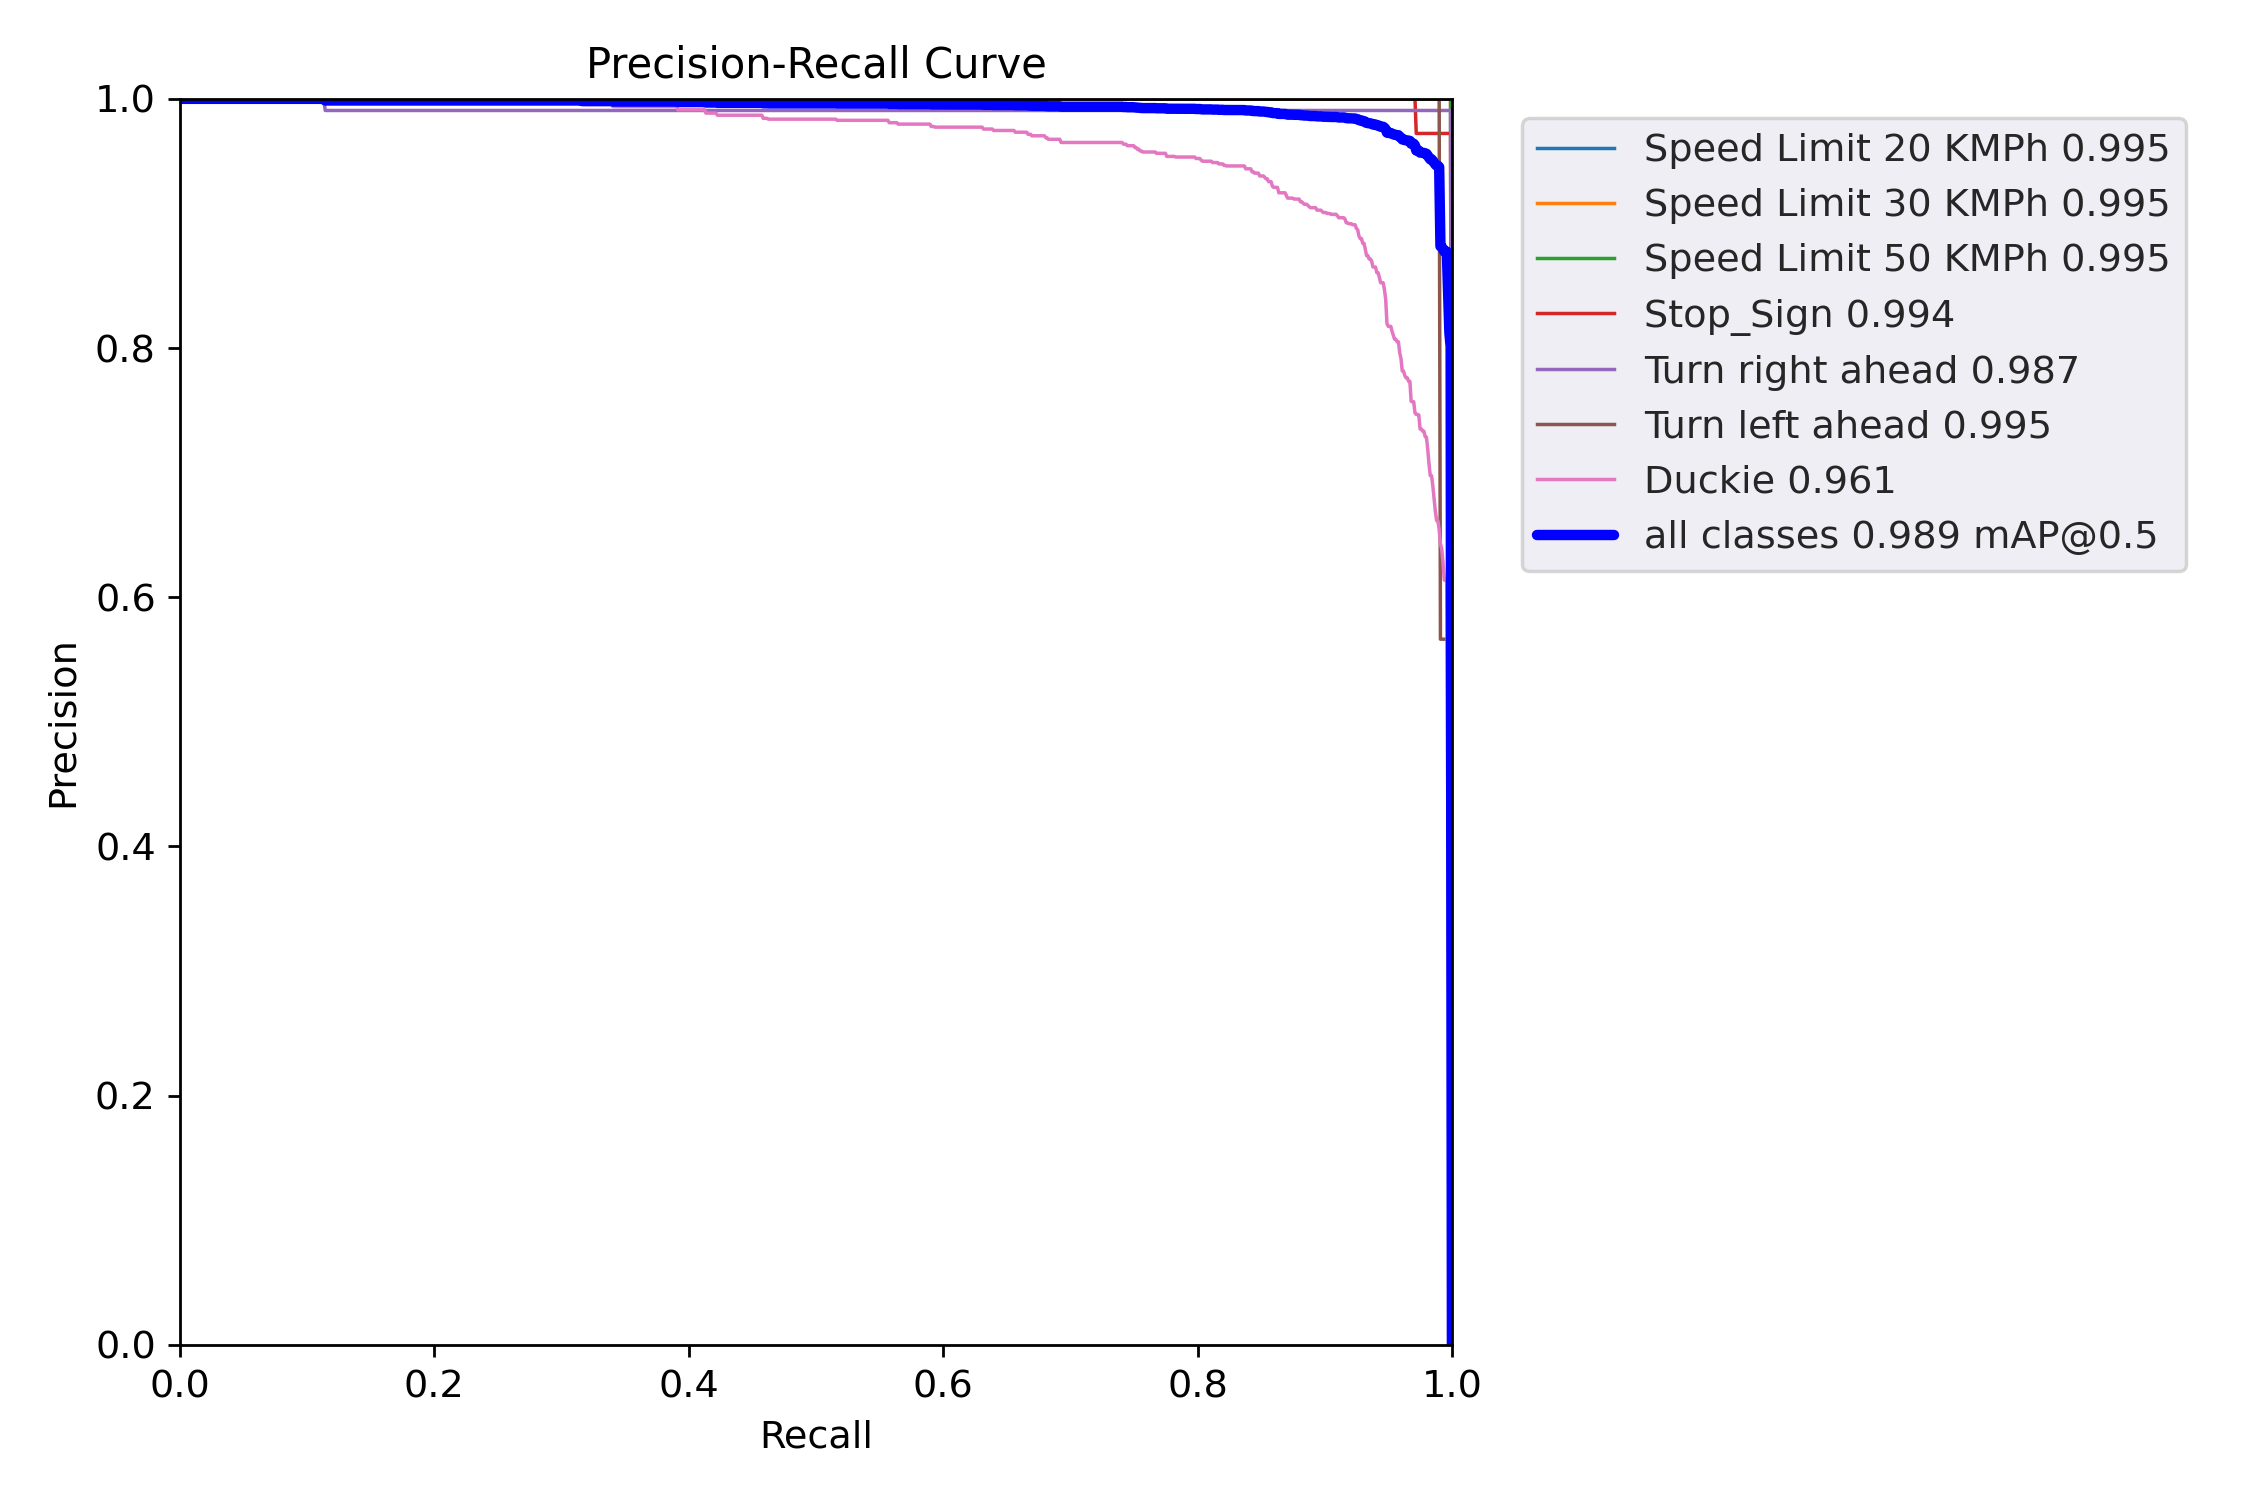 Precision-Recall Curve
1.0
0.8
0.6
0.4
0.2
0.0
Precision
0.0 0.2 0.4 0.6 0.8 1.0
Recall
Speed Limit 20 KMPh 0.995
Speed Limit 30 KMPh 0.995
Speed Limit 50 KMPh 0.995
Stop_Sign 0.994
Turn right ahead 0.987
Turn left ahead 0.995
Duckie 0.961
all classes 0.989 mAP@0.5